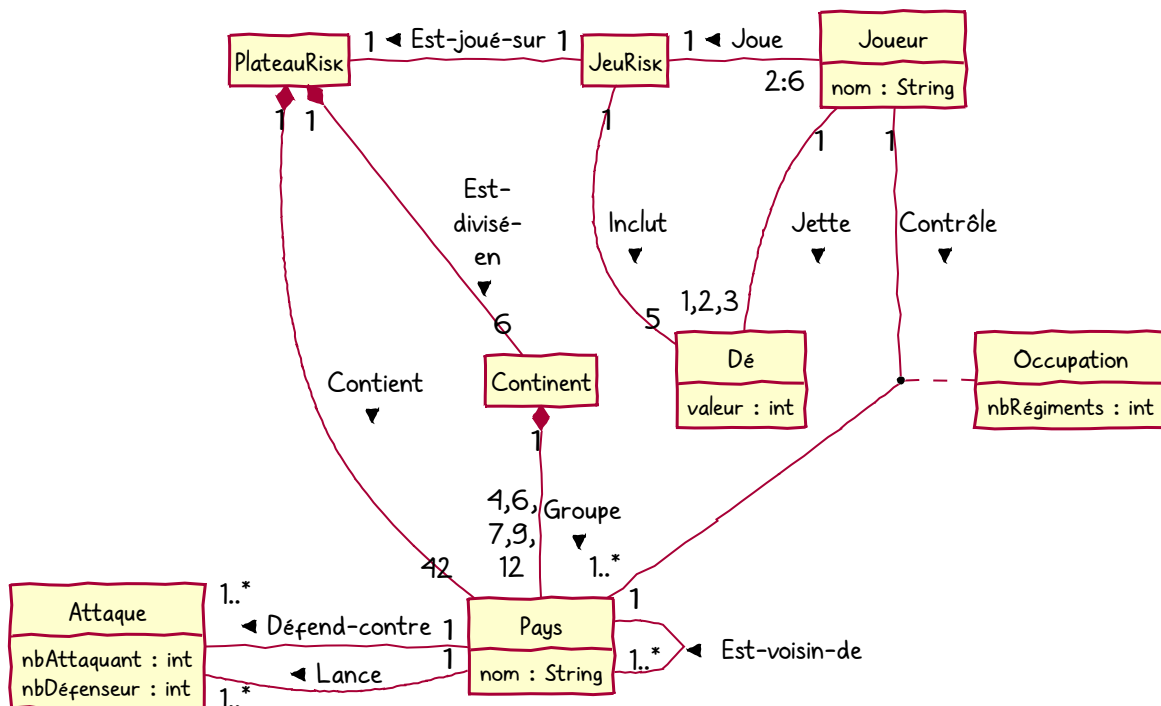 1 ◄ Est-joué-sur 1
1 ◄ Joue
2:6
PlateauRisk
JeuRisk
Joueur
nom : String
1
1
1
1
1
Est-
divisé-
en
▼
Inclut
▼
Jette
▼
Contrôle
▼
6
5
1,2,3
Contient
▼
Continent
Dé
valeur : int
Occupation
nbRégiments : int
1
4,6,
7,9,
12
Groupe
▼
42
1..*
1
1..*
◄ Défend-contre 1
◄ Lance
1
1..*
Attaque
nbAttaquant : int
nbDéfenseur : int
Pays
nom : String
1..*
◄ Est-voisin-de